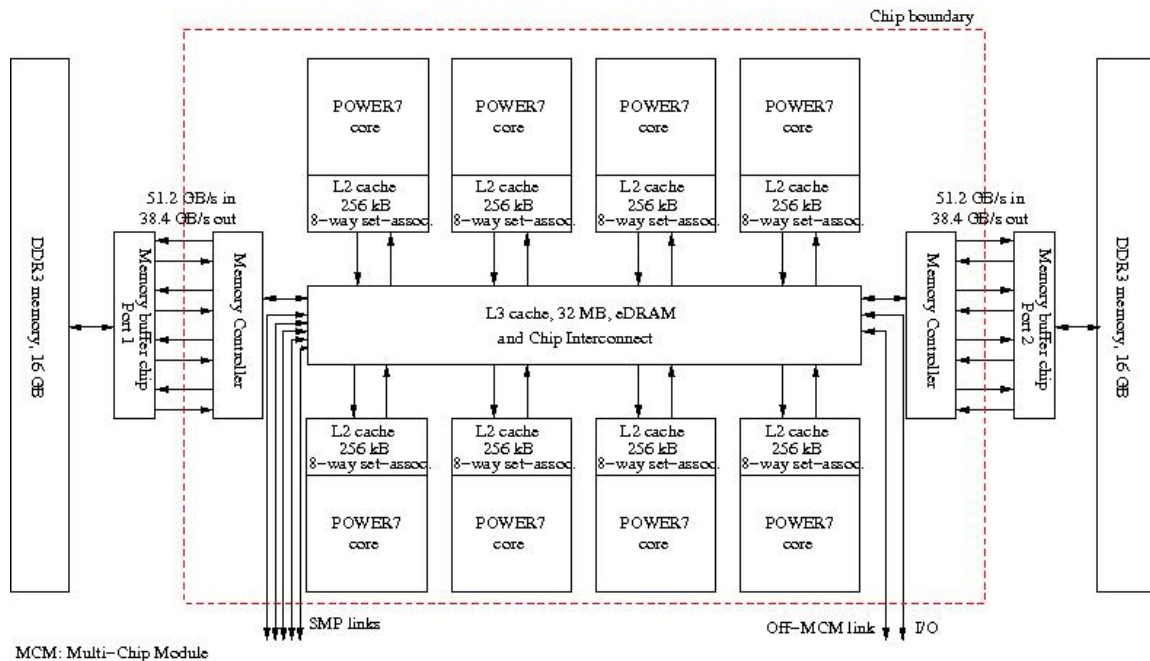 Chip boundary
POWER7
core
POWER7
core
POWER7
core
POWER7
core
L2 cache
256 kB
8-way set-assoc.
L2 cache
256 kB
8-way set-assoc.
L2 cache
256 kB
8-way set-assoc.
L2 cache
256 kB
8-way set-assoc.
51.2 GB/s in
38.4 GB/s out
51.2 GB/s in
38.4 GB/s out
DDR3 memory, 16 GB
Memory buffer chip
Port 1
Memory Controller
L3 cache, 32 MB, eDRAM
and Chip Interconnect
Memory Controller
Memory buffer chip
Port 2
DDR3 memory, 16 GB
L2 cache
256 kB
8-way set-assoc.
L2 cache
256 kB
8-way set-assoc.
L2 cache
256 kB
8-way set-assoc.
L2 cache
256 kB
8-way set-assoc.
POWER7
core
POWER7
core
POWER7
core
POWER7
core
SMP links
Off-MCM link
I/O
MCM: Multi-Chip Module